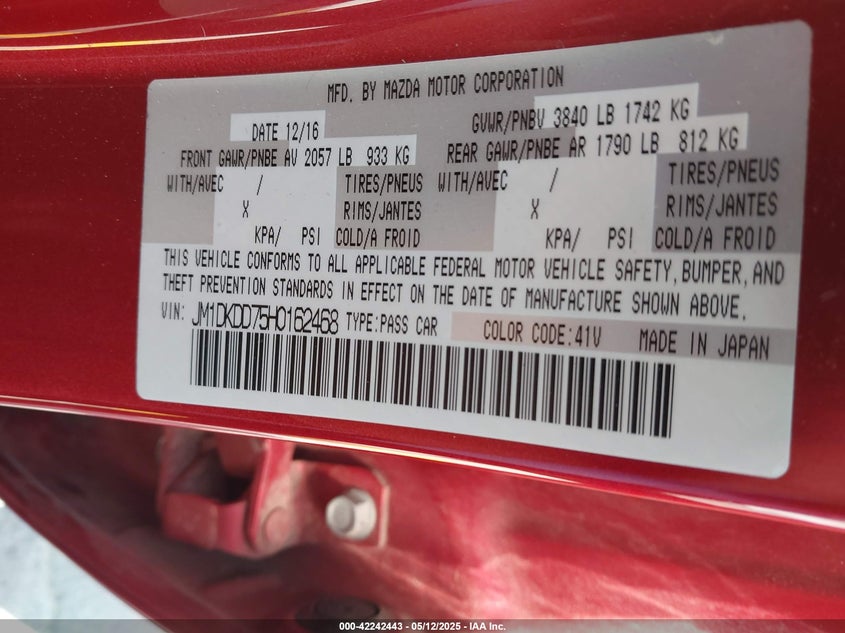 MFD. BY MAZDA MOTOR CORPORATION
DATE 12/16 GVWR/PNBV 3840 LB 1742 KG
FRONT GAWR/PNBE AV 2057 LB 933 KG REAR GAWR/PNBE AR 1790 LB 812 KG
WITH/AVEC / TIRES/PNEUS WITH/AVEC / TIRES/PNEUS
X RIMS/JANTES X RIMS/JANTES
KPA/ PSI COLD/A FROID KPA/ PSI COLD/A FROID
THIS VEHICLE CONFORMS TO ALL APPLICABLE FEDERAL MOTOR VEHICLE SAFETY, BUMPER, AND
THEFT PREVENTION STANDARDS IN EFFECT ON THE DATE OF MANUFACTURE SHOWN ABOVE.
VIN: JM1DKDD75H0162468 TYPE:PASS CAR COLOR CODE:41V MADE IN JAPAN
000-42242443 - 05/12/2025 - IAA Inc.